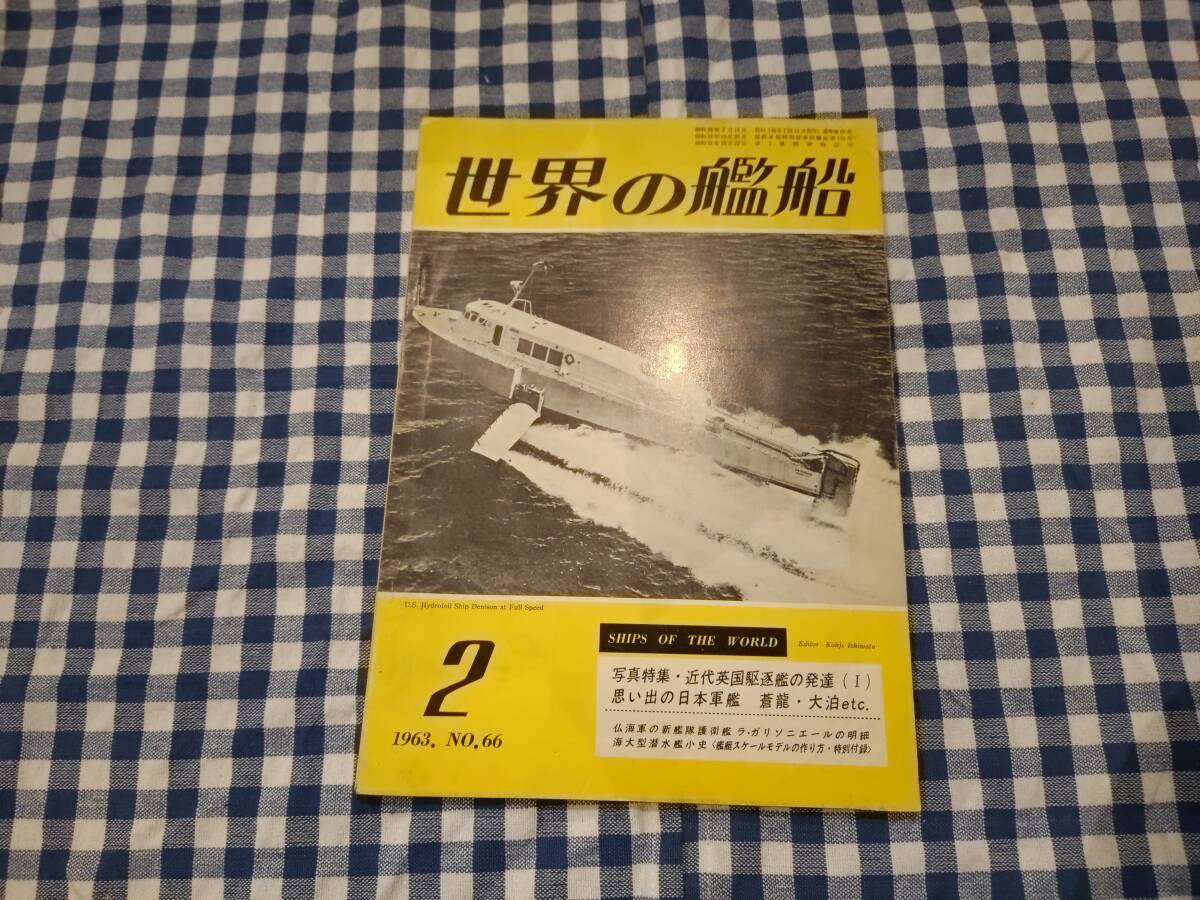 世界の艦船
U.S. Hydrofoil Ship Denison at Full Speed
2
1963. NO.66
SHIPS OF THE WORLD
Editor Kohji Ishiwata
写真特集・近代英国駆逐艦の発達(I)
思い出の日本軍艦 蒼龍・大泊etc.
仏海軍の新艦隊護衛艦 ラ・ガリソニエールの明細
海大型潜水艦小史〈艦艇スケールモデルの作り方・特別付録〉